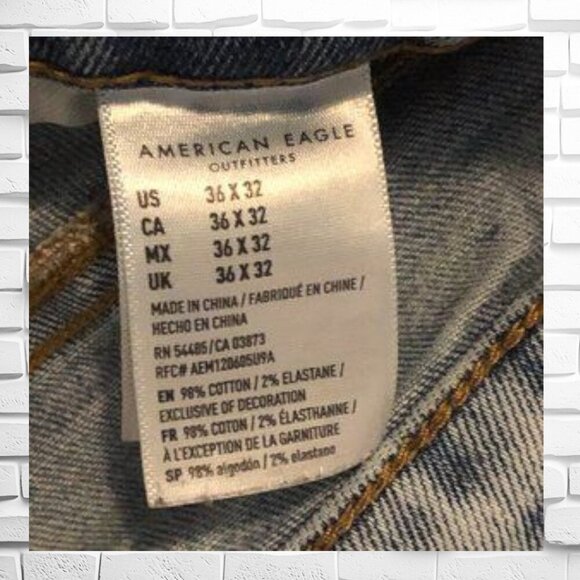 AMERICAN EAGLE
OUTFITTERS
US 36 X 32
CA 36 X 32
MX 36 X 32
UK 36 X 32
MADE IN CHINA / FABRIQUÉ EN CHINE /
HECHO EN CHINA
RN 54485/CA 03873
RFC# AEM120605U9A
EN 98% COTTON / 2% ELASTANE /
EXCLUSIVE OF DECORATION
FR 98% COTON / 2% ÉLASTHANNE /
À L'EXCEPTION DE LA GARNITURE
SP 98% algodón / 2% elastano